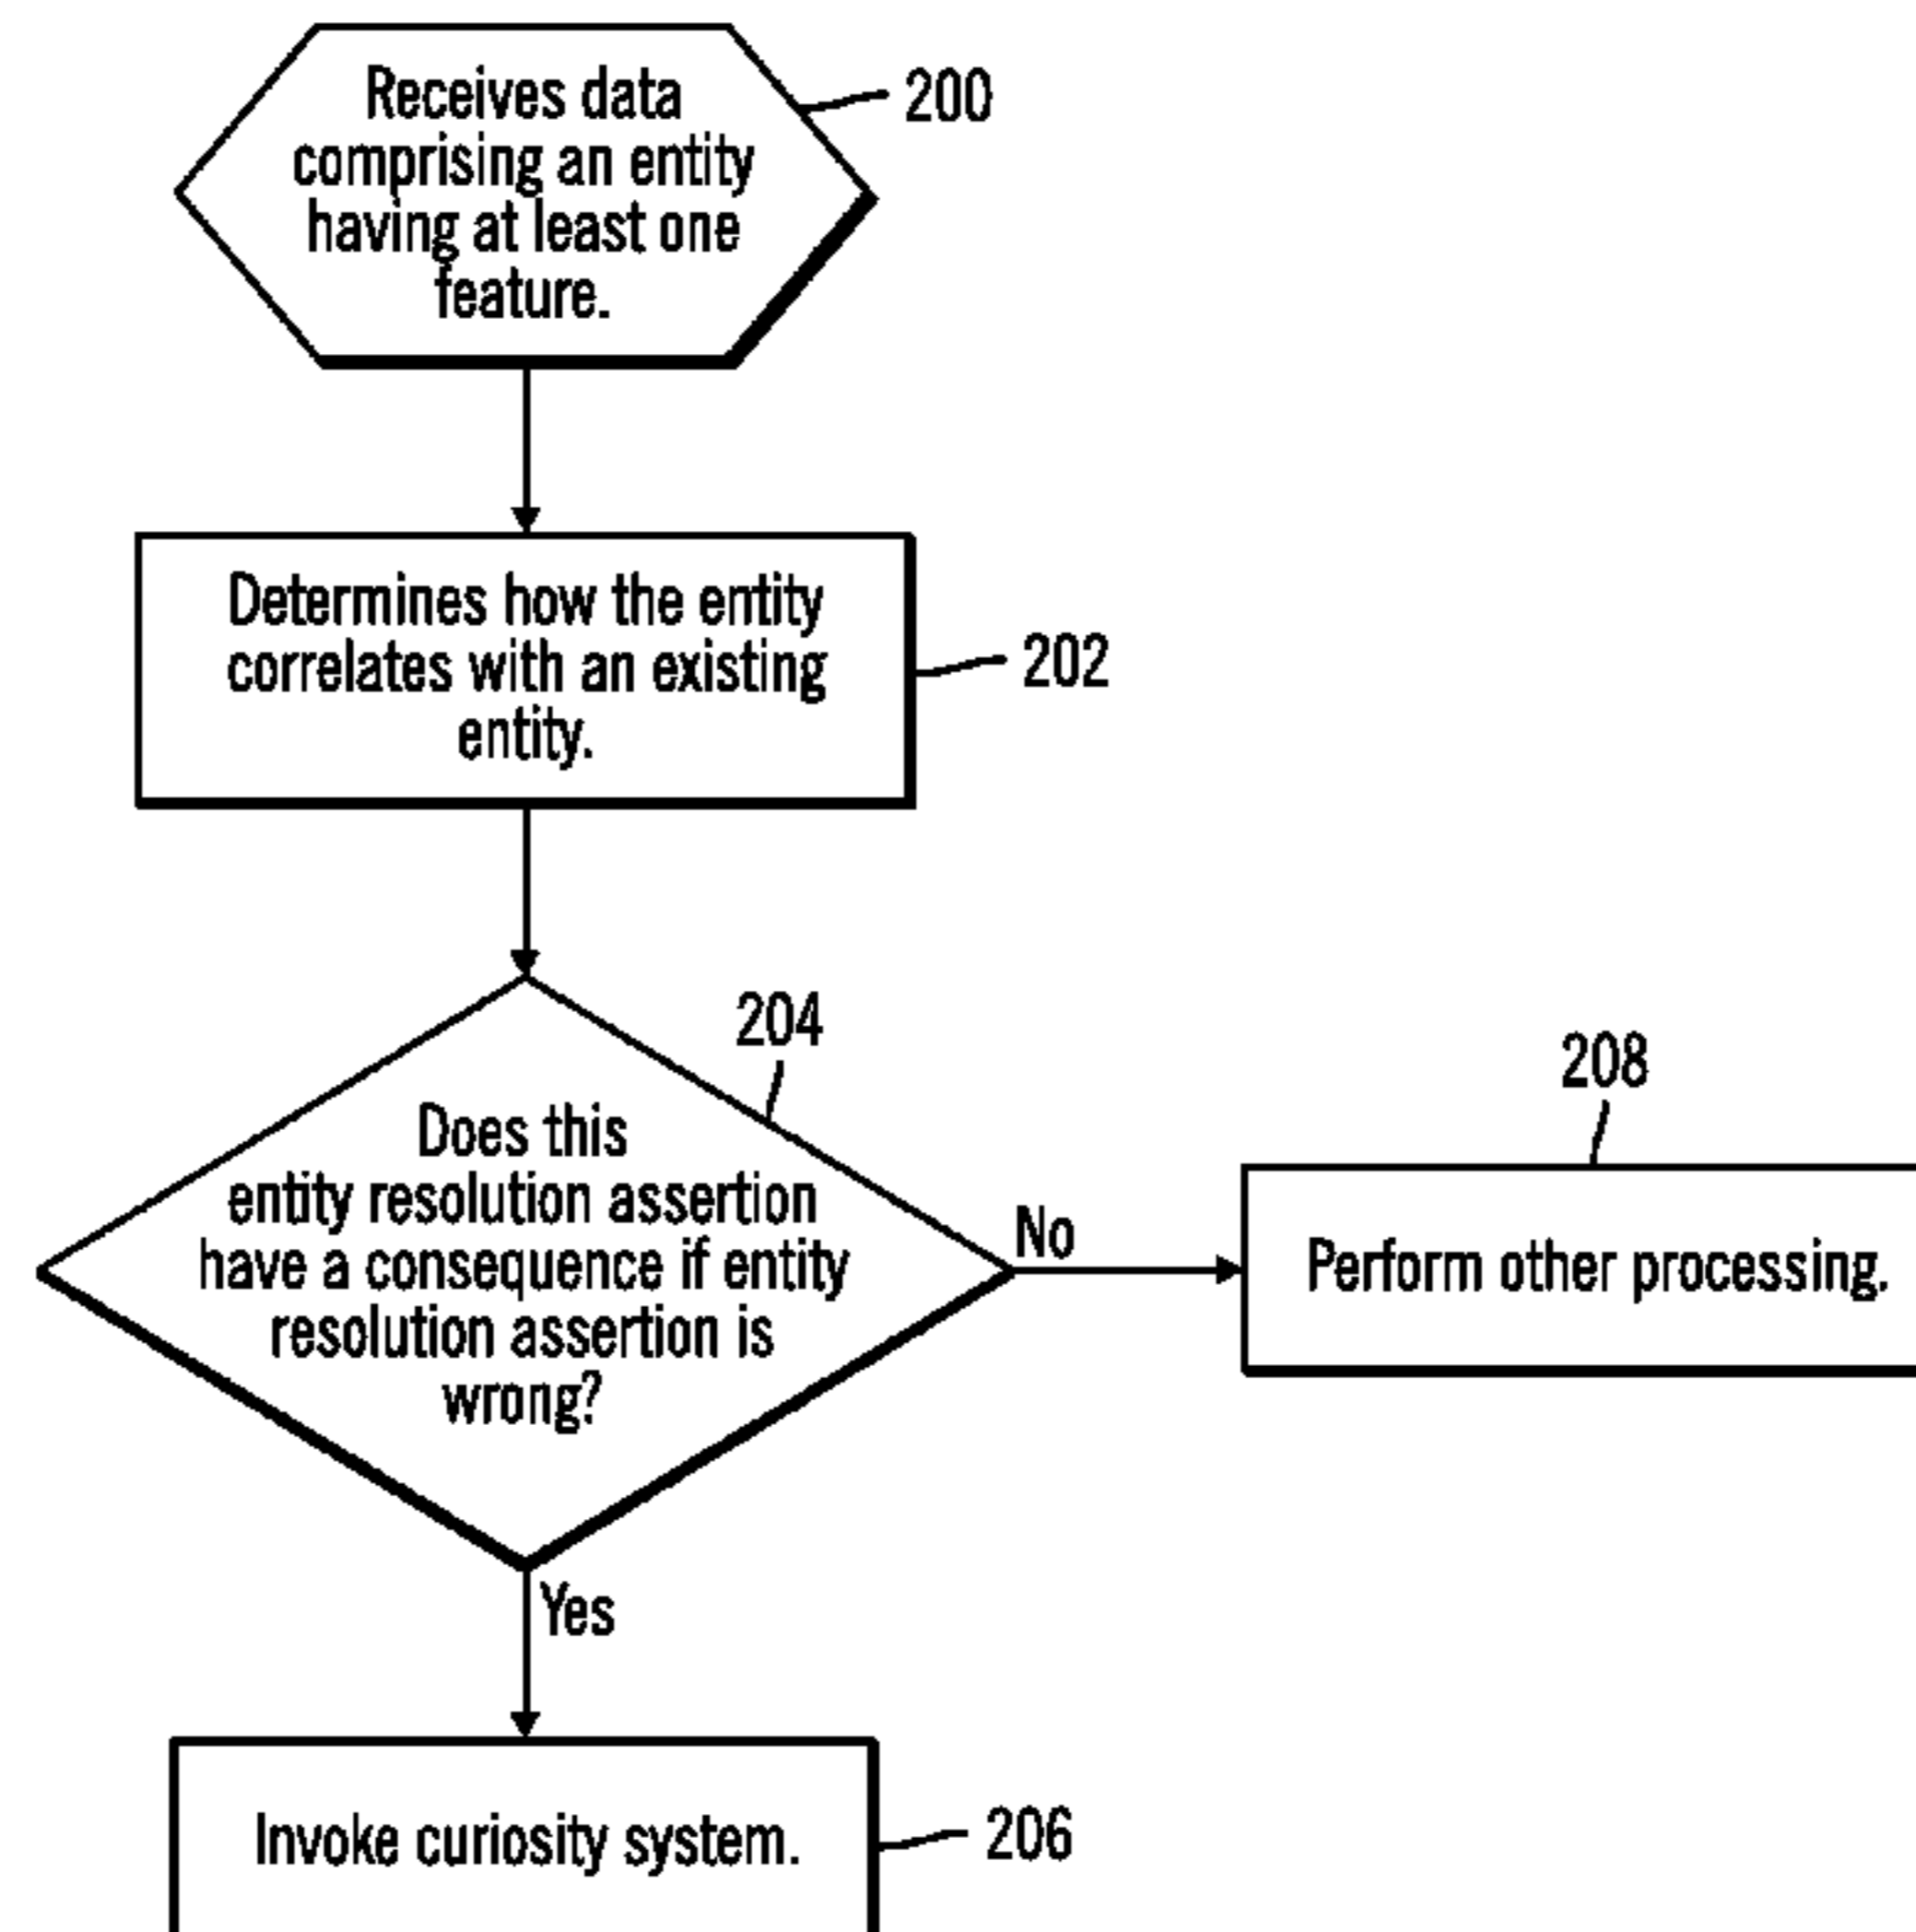 Receives data
comprising an entity
having at least one
feature.
200
Determines how the entity
correlates with an existing
entity.
202
204
Does this
entity resolution assertion
have a consequence if entity
resolution assertion is
wrong?
No
208
Perform other processing.
Yes
Invoke curiosity system.
206